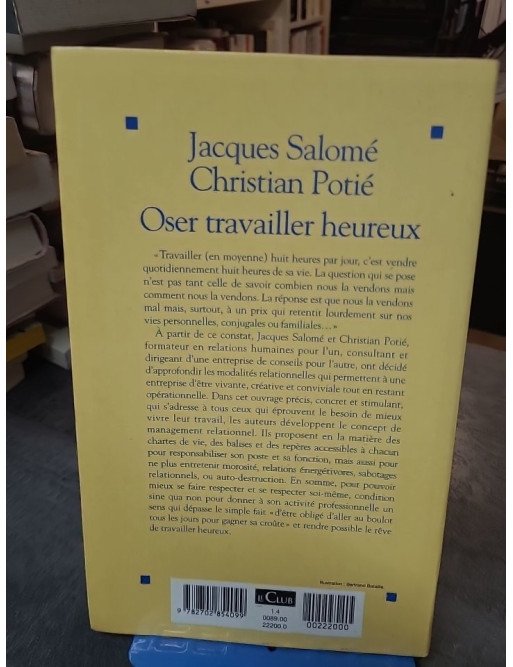 Jacques Salomé
Christian Potié
Oser travailler heureux
«Travailler (en moyenne) huit heures par jour, c'est vendre
quotidiennement huit heures de sa vie. La question qui se pose
n'est pas tant celle de savoir combien nous la vendons mais
comment nous la vendons. La réponse est que nous la vendons
mal mais, surtout, à un prix qui retentit lourdement sur nos
vies personnelles, conjugales ou familiales...»
À partir de ce constat, Jacques Salomé et Christian Potié,
formateur en relations humaines pour l'un, consultant et
dirigeant d'une entreprise de conseils pour l'autre, ont décidé
d'approfondir les modalités relationnelles qui permettent à une
entreprise d'être vivante, créative et conviviale tout en restant
opérationnelle. Dans cet ouvrage précis, concret et stimulant,
qui s'adresse à tous ceux qui éprouvent le besoin de mieux
vivre leur travail, les auteurs développent le concept de
management relationnel. Ils proposent en la matière des
chartes de vie, des balises et des repères accessibles à chacun
pour responsabiliser son poste et sa fonction, mais aussi pour
ne plus entretenir morosité, relations énergétivores, sabotages
relationnels, ou auto-destruction. En somme, pour pouvoir
mieux se faire respecter et se respecter soi-même, condition
sine qua non pour donner à son activité professionnelle un
sens qui dépasse le simple fait «d'être obligé d'aller au boulot
tous les jours pour gagner sa croûte» et rendre possible le rêve
de travailler heureux.
Illustration : Bertrand Bataille
LE CLUB
1.4
0089.00
22200.0
9 782702 854099
00222000